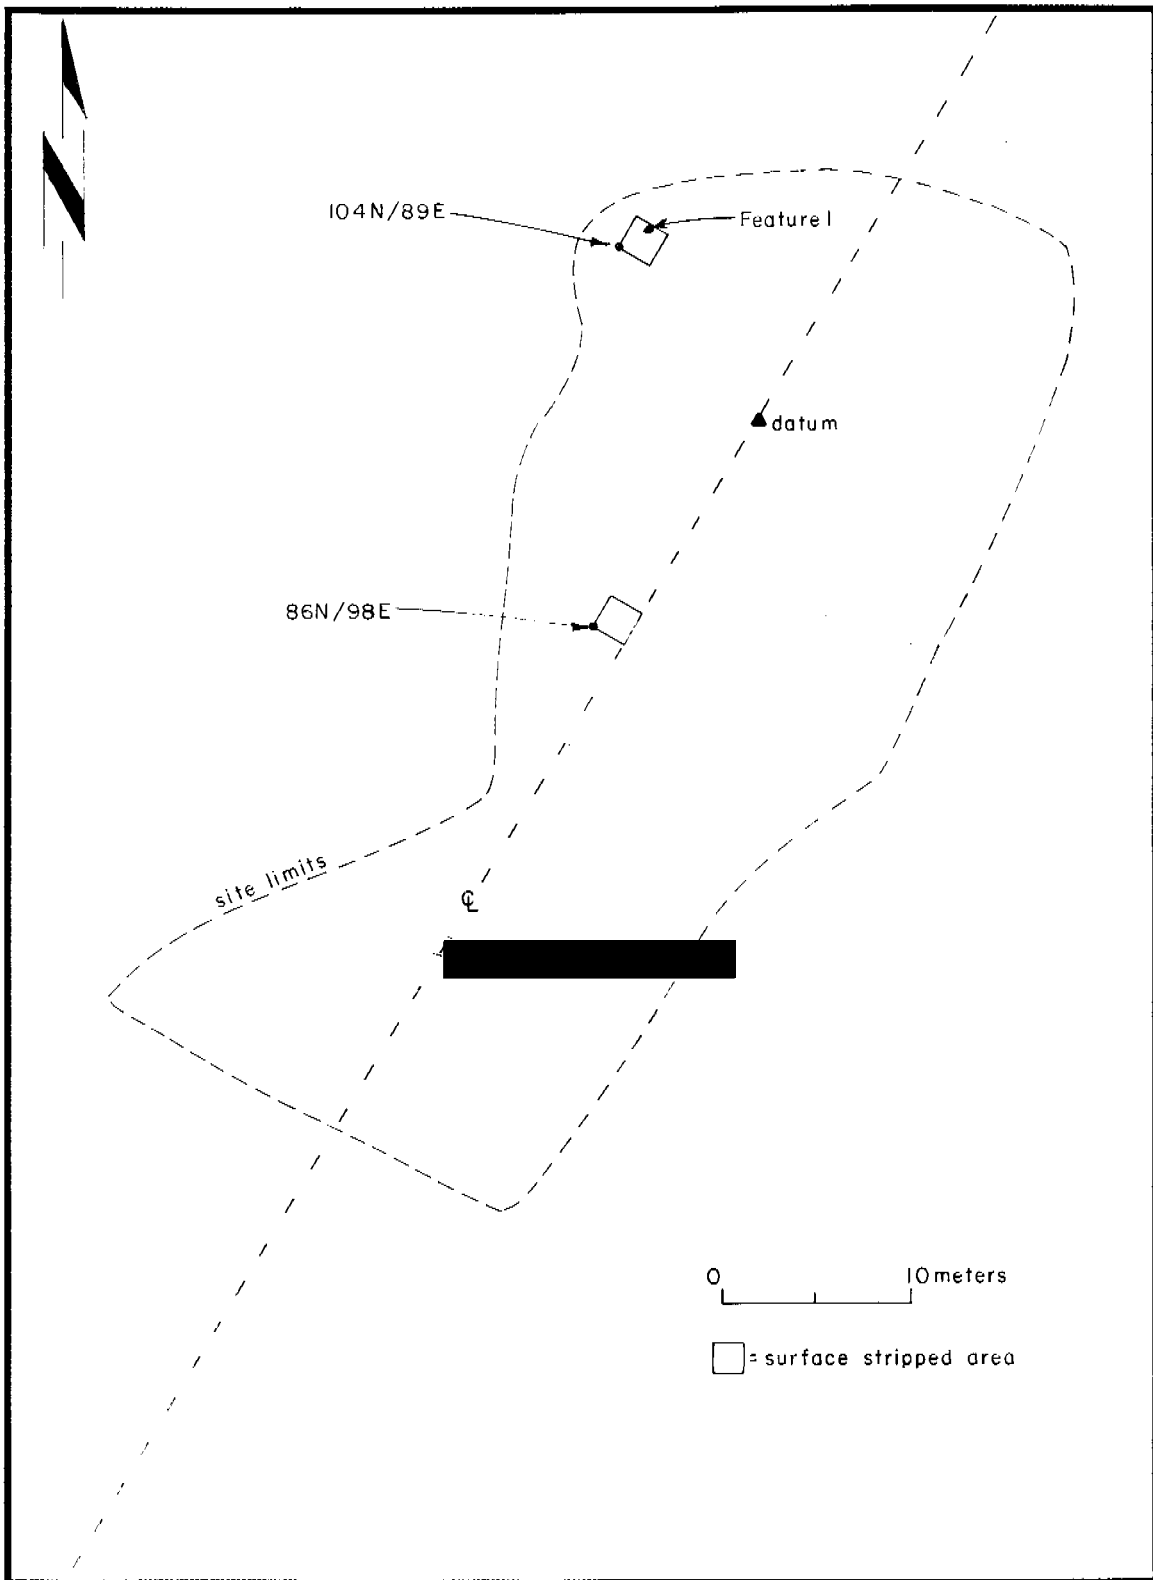 N
104N/89E
Feature 1
datum
86N/98E
site limits
℄
0 10 meters
= surface stripped area